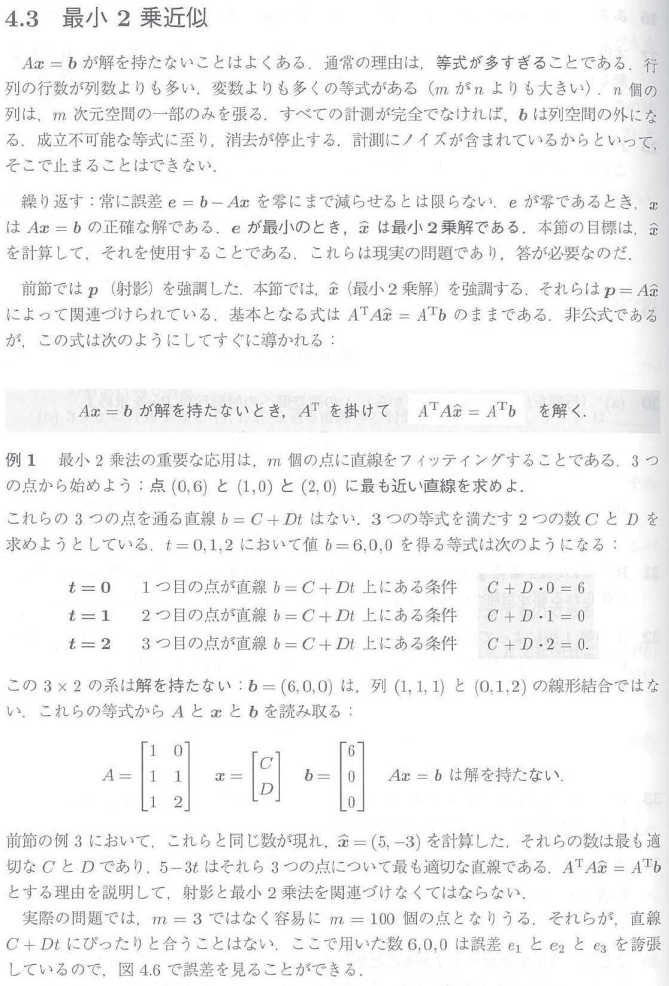 4.3 最小 2 乗近似
Ax = b が解を持たないことはよくある．通常の理由は，等式が多すぎることである．行
列の行数が列数よりも多い．変数よりも多くの等式がある（m が n よりも大きい）．n 個の
列は，m 次元空間の一部のみを張る．すべての計測が完全でなければ，b は列空間の外にな
る．成立不可能な等式に至り，消去が停止する．計測にノイズが含まれているからといって，
そこで止まることはできない．
繰り返す：常に誤差 e = b − Ax を零にまで減らせるとは限らない．e が零であるとき，x
は Ax = b の正確な解である．e が最小のとき，x̂ は最小 2 乗解である．本節の目標は，x̂
を計算して，それを使用することである．これらは現実の問題であり，答が必要なのだ．
前節では p（射影）を強調した．本節では，x̂（最小 2 乗解）を強調する．それらは p = Ax̂
によって関連づけられている．基本となる式は AᵀAx̂ = Aᵀb のままである．非公式である
が，この式は次のようにしてすぐに導かれる：
Ax = b が解を持たないとき，Aᵀ を掛けて AᵀAx̂ = Aᵀb を解く．
例 1 最小 2 乗法の重要な応用は，m 個の点に直線をフィッティングすることである．3 つ
の点から始めよう：点 (0,6) と (1,0) と (2,0) に最も近い直線を求めよ．
これらの 3 つの点を通る直線 b = C + Dt はない．3 つの等式を満たす 2 つの数 C と D を
求めようとしている．t = 0,1,2 において値 b = 6,0,0 を得る等式は次のようになる：
t = 0 1 つ目の点が直線 b = C + Dt 上にある条件 C + D · 0 = 6
t = 1 2 つ目の点が直線 b = C + Dt 上にある条件 C + D · 1 = 0
t = 2 3 つ目の点が直線 b = C + Dt 上にある条件 C + D · 2 = 0.
この 3 × 2 の系は解を持たない：b = (6,0,0) は，列 (1,1,1) と (0,1,2) の線形結合ではな
い．これらの等式から A と x と b を読み取る：
A = [1 0; 1 1; 1 2] x = [C; D] b = [6; 0; 0] Ax = b は解を持たない．
前節の例 3 において，これらと同じ数が現れ，x̂ = (5, −3) を計算した．それらの数は最も適
切な C と D であり，5−3t はそれら 3 つの点について最も適切な直線である．AᵀAx̂ = Aᵀb
とする理由を説明して，射影と最小 2 乗法を関連づけなくてはならない．
実際の問題では，m = 3 ではなく容易に m = 100 個の点となりうる．それらが，直線
C + Dt にぴったりと合うことはない．ここで用いた数 6,0,0 は誤差 e₁ と e₂ と e₃ を誇張
しているので，図 4.6 で誤差を見ることができる．